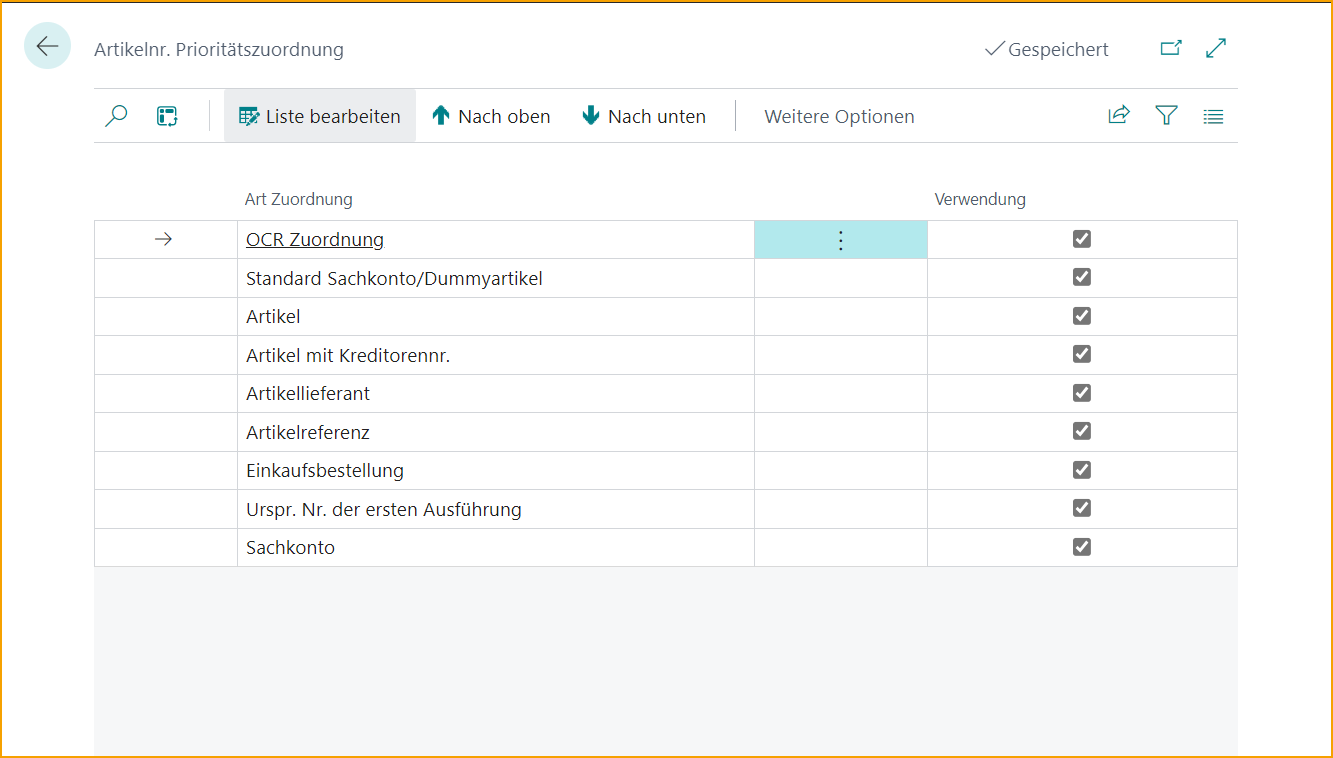 Artikelnr. Prioritätszuordnung
Gespeichert
Liste bearbeiten Nach oben Nach unten Weitere Optionen
Art Zuordnung Verwendung
OCR Zuordnung
Standard Sachkonto/Dummyartikel
Artikel
Artikel mit Kreditorennr.
Artikellieferant
Artikelreferenz
Einkaufsbestellung
Urspr. Nr. der ersten Ausführung
Sachkonto